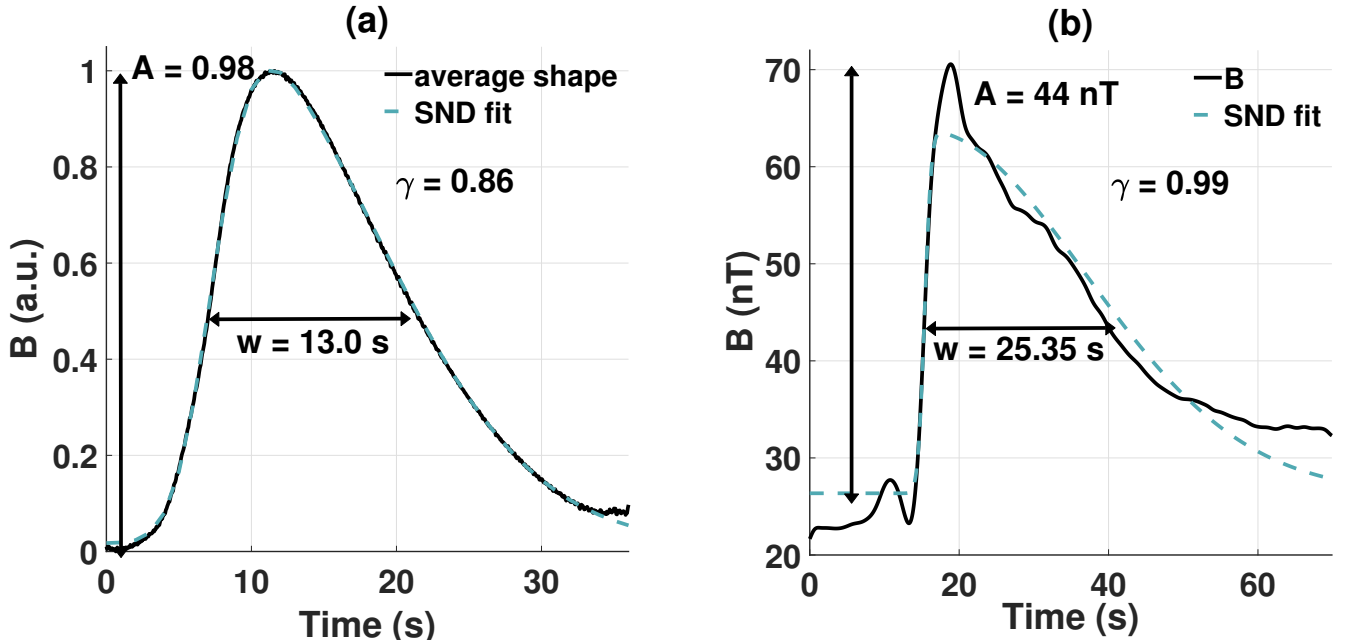 (a)
A = 0.98
average shape
SND fit
γ = 0.86
w = 13.0 s
1
0.8
0.6
0.4
0.2
0
B (a.u.)
0 10 20 30
Time (s)
(b)
A = 44 nT
B
SND fit
γ = 0.99
w = 25.35 s
70
60
50
40
30
20
B (nT)
0 20 40 60
Time (s)